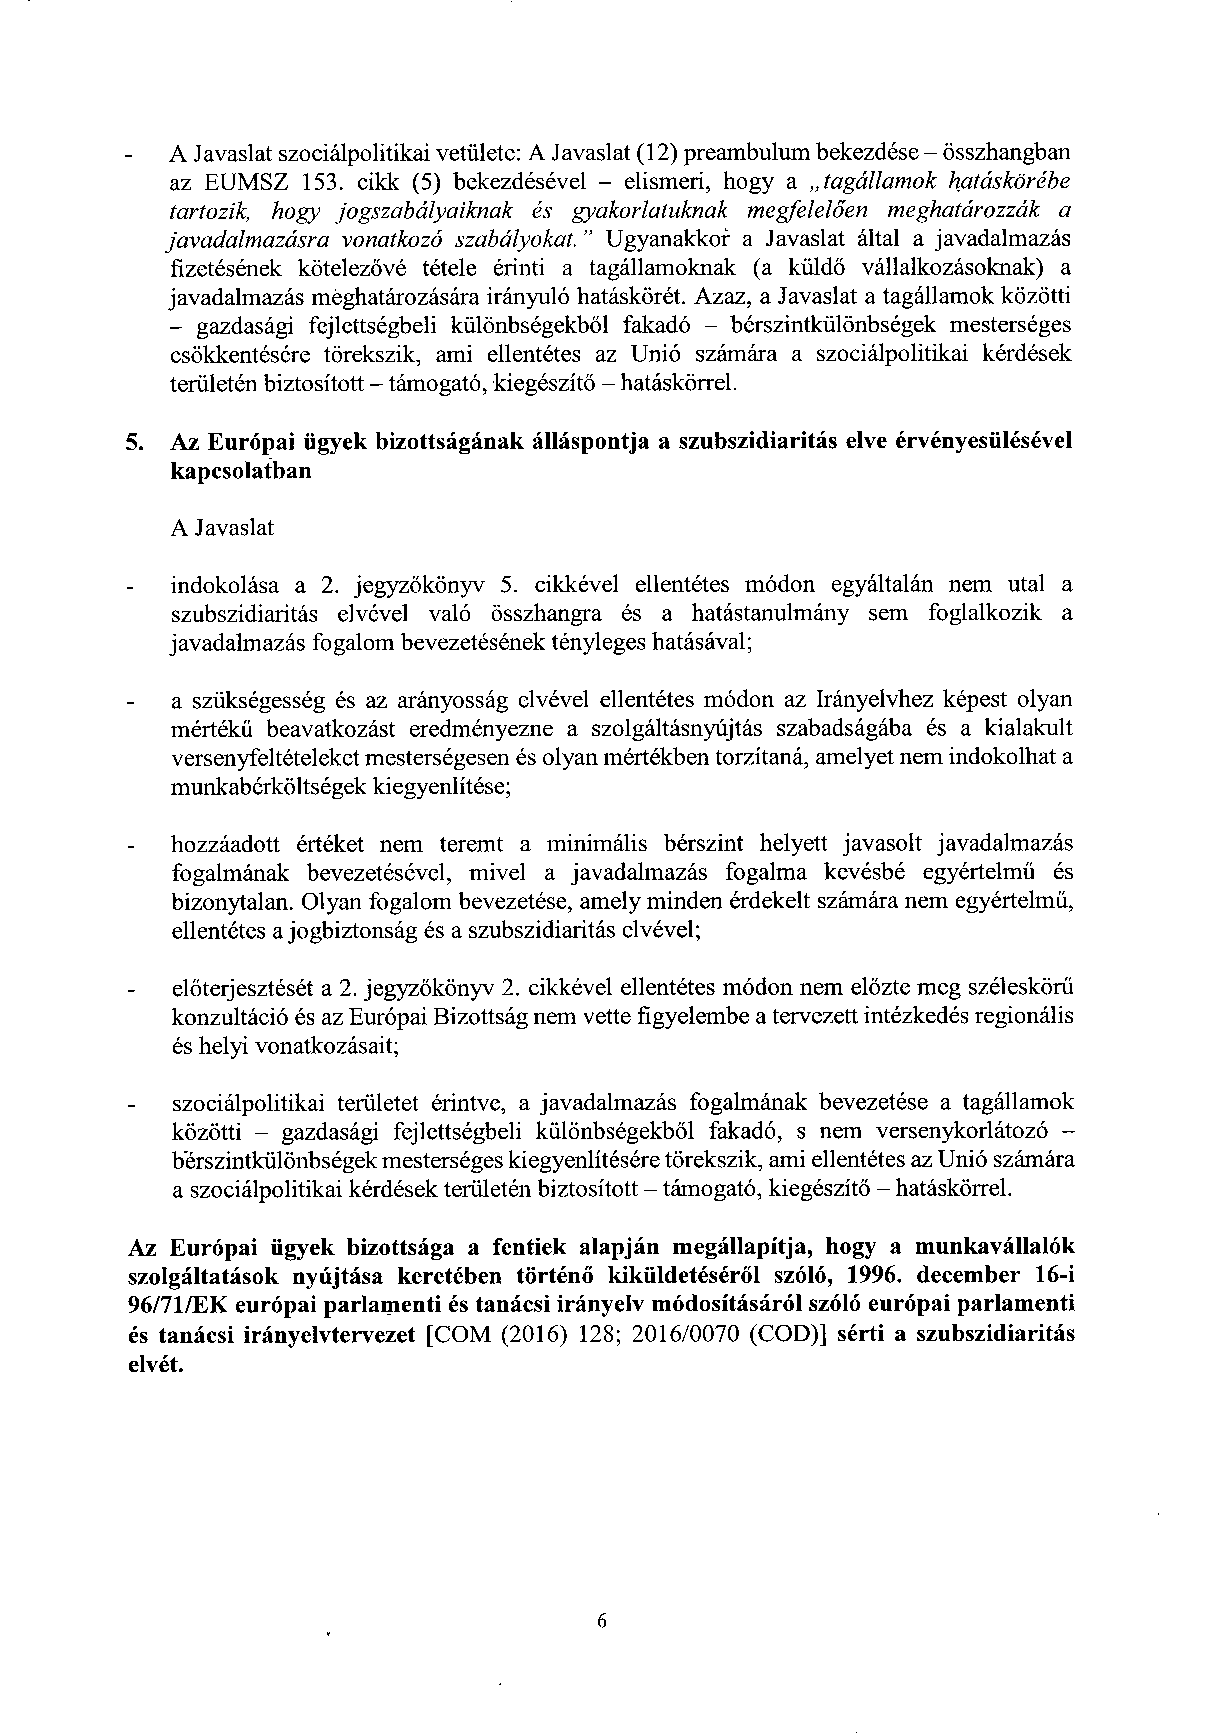 - A Javaslat szociálpolitikai vetülete: A Javaslat (12) preambulum bekezdése – összhangban
az EUMSZ 153. cikk (5) bekezdésével – elismeri, hogy a „tagállamok hatáskörébe
tartozik, hogy jogszabályaiknak és gyakorlatuknak megfelelően meghatározzák a
javadalmazásra vonatkozó szabályokat.” Ugyanakkor a Javaslat által a javadalmazás
fizetésének kötelezővé tétele érinti a tagállamoknak (a küldő vállalkozásoknak) a
javadalmazás meghatározására irányuló hatáskörét. Azaz, a Javaslat a tagállamok közötti
– gazdasági fejlettségbeli különbségekből fakadó – bérszintkülönbségek mesterséges
csökkentésére törekszik, ami ellentétes az Unió számára a szociálpolitikai kérdések
területén biztosított – támogató, kiegészítő – hatáskörrel.
5. Az Európai ügyek bizottságának álláspontja a szubszidiaritás elve érvényesülésével
kapcsolatban
A Javaslat
- indokolása a 2. jegyzőkönyv 5. cikkével ellentétes módon egyáltalán nem utal a
szubszidiaritás elvével való összhangra és a hatástanulmány sem foglalkozik a
javadalmazás fogalom bevezetésének tényleges hatásával;
- a szükségesség és az arányosság elvével ellentétes módon az Irányelvhez képest olyan
mértékű beavatkozást eredményezne a szolgáltásnyújtás szabadságába és a kialakult
versenyfeltételeket mesterségesen és olyan mértékben torzítaná, amelyet nem indokolhat a
munkabérköltségek kiegyenlítése;
- hozzáadott értéket nem teremt a minimális bérszint helyett javasolt javadalmazás
fogalmának bevezetésével, mivel a javadalmazás fogalma kevésbé egyértelmű és
bizonytalan. Olyan fogalom bevezetése, amely minden érdekelt számára nem egyértelmű,
ellentétes a jogbiztonság és a szubszidiaritás elvével;
- előterjesztését a 2. jegyzőkönyv 2. cikkével ellentétes módon nem előzte meg széleskörű
konzultáció és az Európai Bizottság nem vette figyelembe a tervezett intézkedés regionális
és helyi vonatkozásait;
- szociálpolitikai területet érintve, a javadalmazás fogalmának bevezetése a tagállamok
közötti – gazdasági fejlettségbeli különbségekből fakadó, s nem versenykorlátozó –
bérszintkülönbségek mesterséges kiegyenlítésére törekszik, ami ellentétes az Unió számára
a szociálpolitikai kérdések területén biztosított – támogató, kiegészítő – hatáskörrel.
Az Európai ügyek bizottsága a fentiek alapján megállapítja, hogy a munkavállalók
szolgáltatások nyújtása keretében történő kiküldetéséről szóló, 1996. december 16-i
96/71/EK európai parlamenti és tanácsi irányelv módosításáról szóló európai parlamenti
és tanácsi irányelvtervezet [COM (2016) 128; 2016/0070 (COD)] sérti a szubszidiaritás
elvét.
6